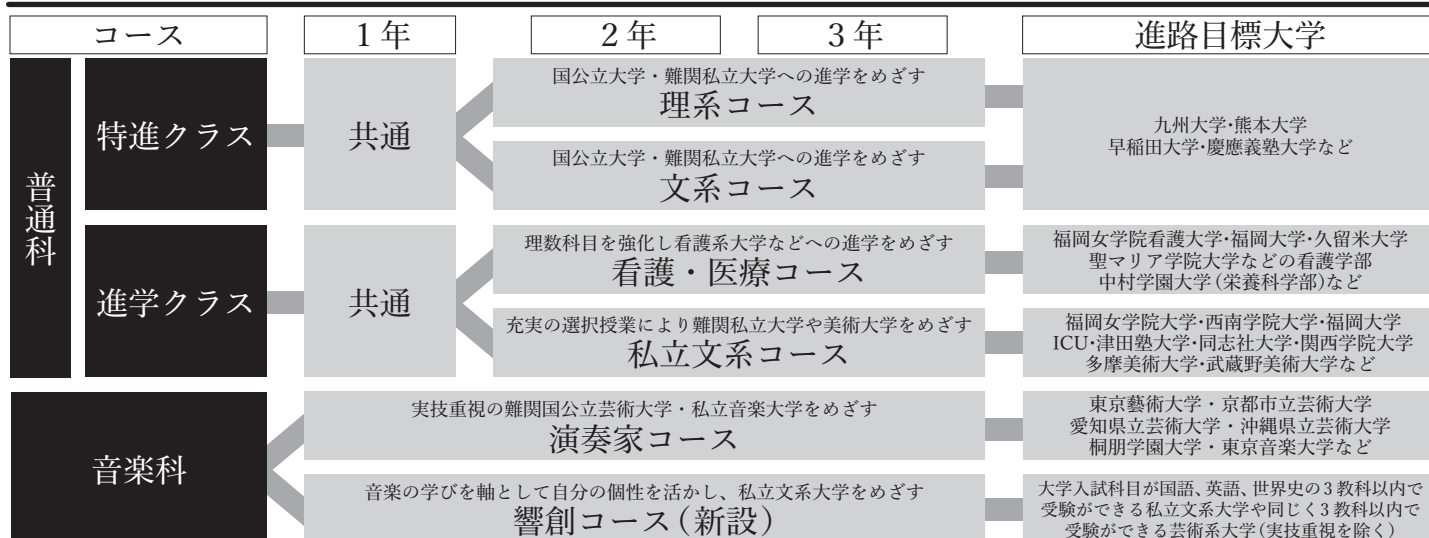 コース
1年
2年
3年
進路目標大学
普通科
特進クラス
共通
国公立大学・難関私立大学への進学をめざす
理系コース
国公立大学・難関私立大学への進学をめざす
文系コース
九州大学・熊本大学
早稲田大学・慶應義塾大学など
進学クラス
共通
理数科目を強化し看護系大学などへの進学をめざす
看護・医療コース
福岡女学院看護大学・福岡大学・久留米大学
聖マリア学院大学などの看護学部
中村学園大学(栄養科学部)など
充実の選択授業により難関私立大学や美術大学をめざす
私立文系コース
福岡女学院大学・西南学院大学・福岡大学
ICU・津田塾大学・同志社大学・関西学院大学
多摩美術大学・武蔵野美術大学など
音楽科
実技重視の難関国公立芸術大学・私立音楽大学をめざす
演奏家コース
東京藝術大学・京都市立芸術大学
愛知県立芸術大学・沖縄県立芸術大学
桐朋学園大学・東京音楽大学など
音楽の学びを軸として自分の個性を活かし、私立文系大学をめざす
響創コース(新設)
大学入試科目が国語、英語、世界史の3教科以内で
受験ができる私立文系大学や同じく3教科以内で
受験ができる芸術系大学(実技重視を除く)